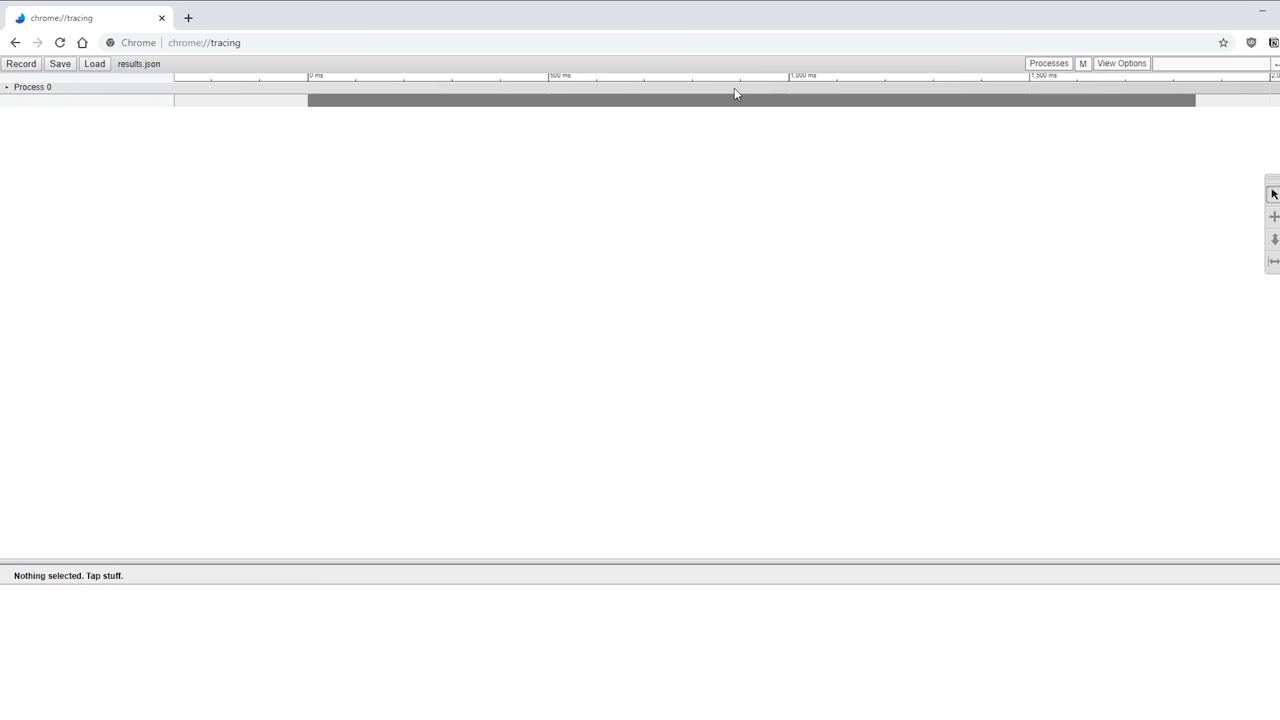 chrome://tracing
Chrome chrome://tracing
Record Save Load results.json Processes M View Options
0 ms 500 ms 1,000 ms 1,500 ms
Process 0
Nothing selected. Tap stuff.